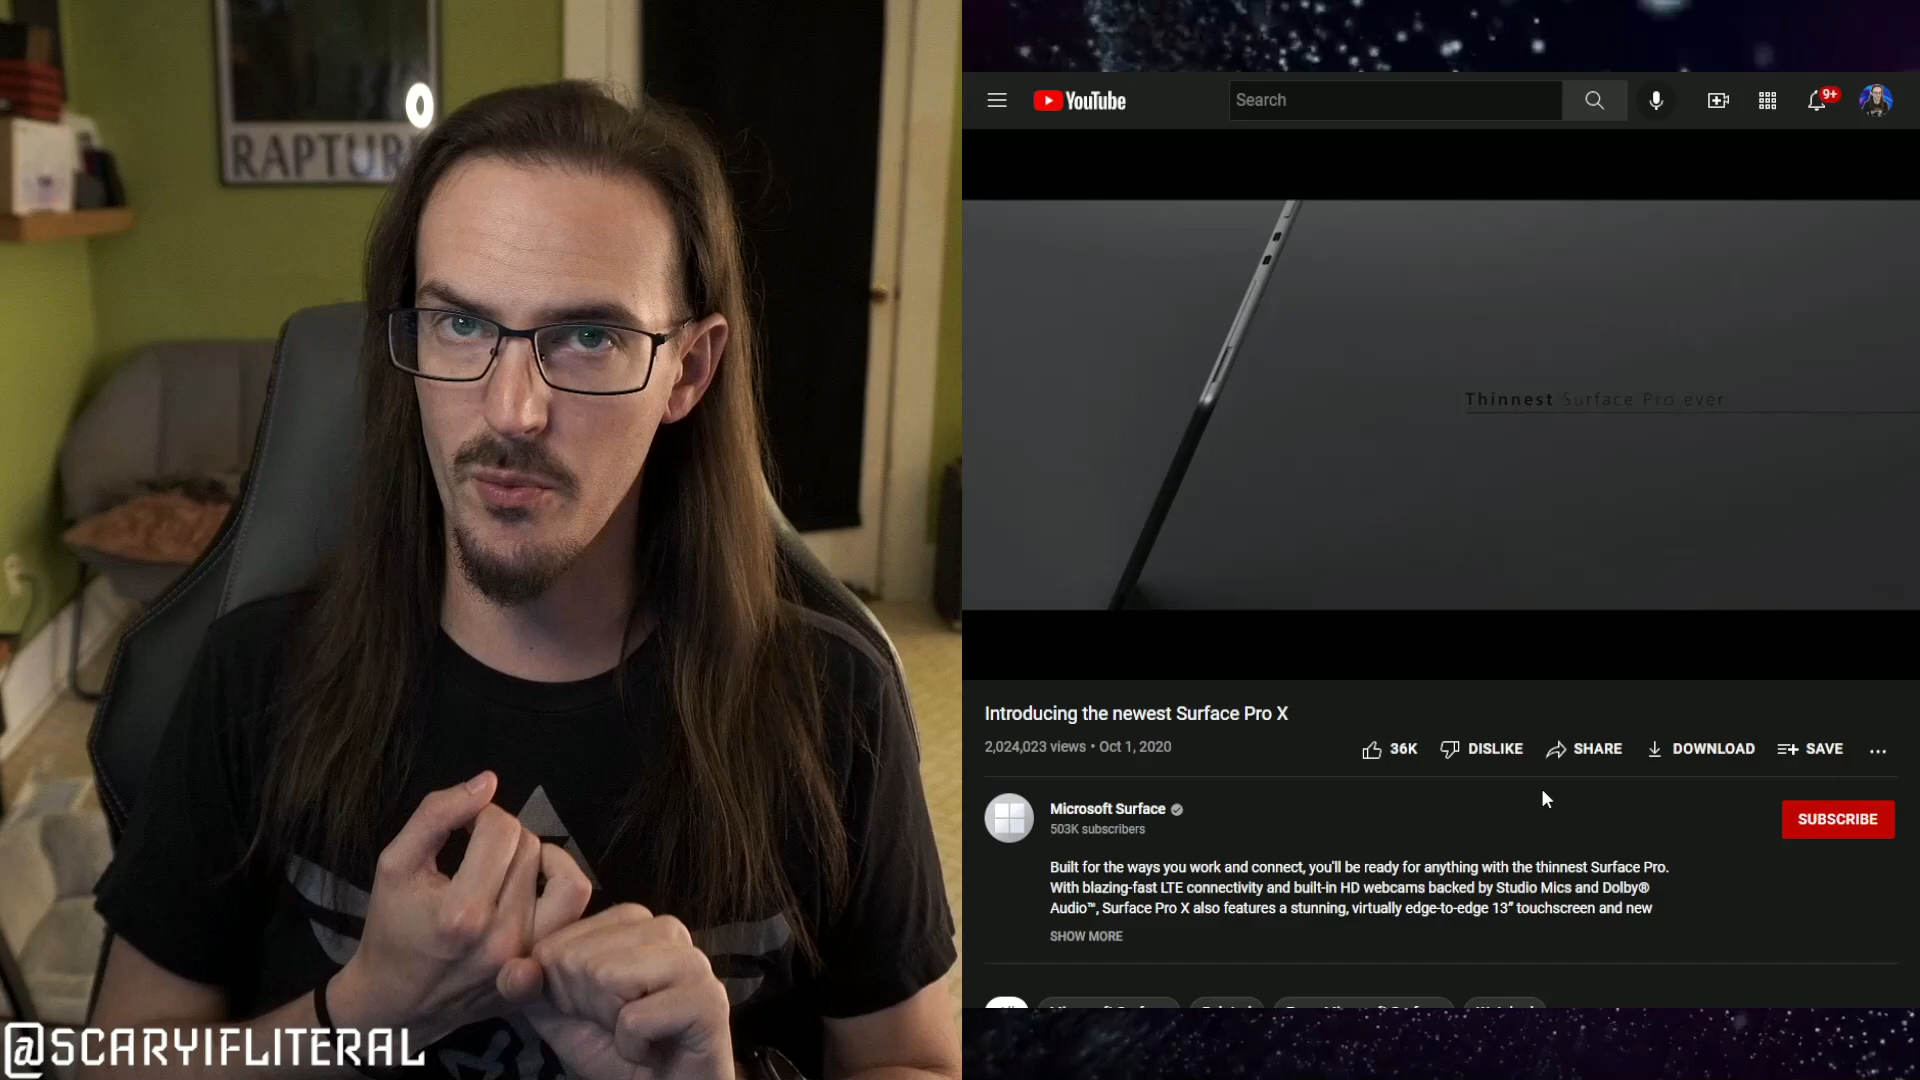 RAPTUR
YouTube
Search
9+
Thinnest Surface Pro ever
Introducing the newest Surface Pro X
2,024,023 views • Oct 1, 2020
36K
DISLIKE
SHARE
DOWNLOAD
SAVE
Microsoft Surface
503K subscribers
SUBSCRIBE
Built for the ways you work and connect, you'll be ready for anything with the thinnest Surface Pro.
With blazing-fast LTE connectivity and built-in HD webcams backed by Studio Mics and Dolby®
Audio™, Surface Pro X also features a stunning, virtually edge-to-edge 13” touchscreen and new
SHOW MORE
@SCARYIFLITERAL